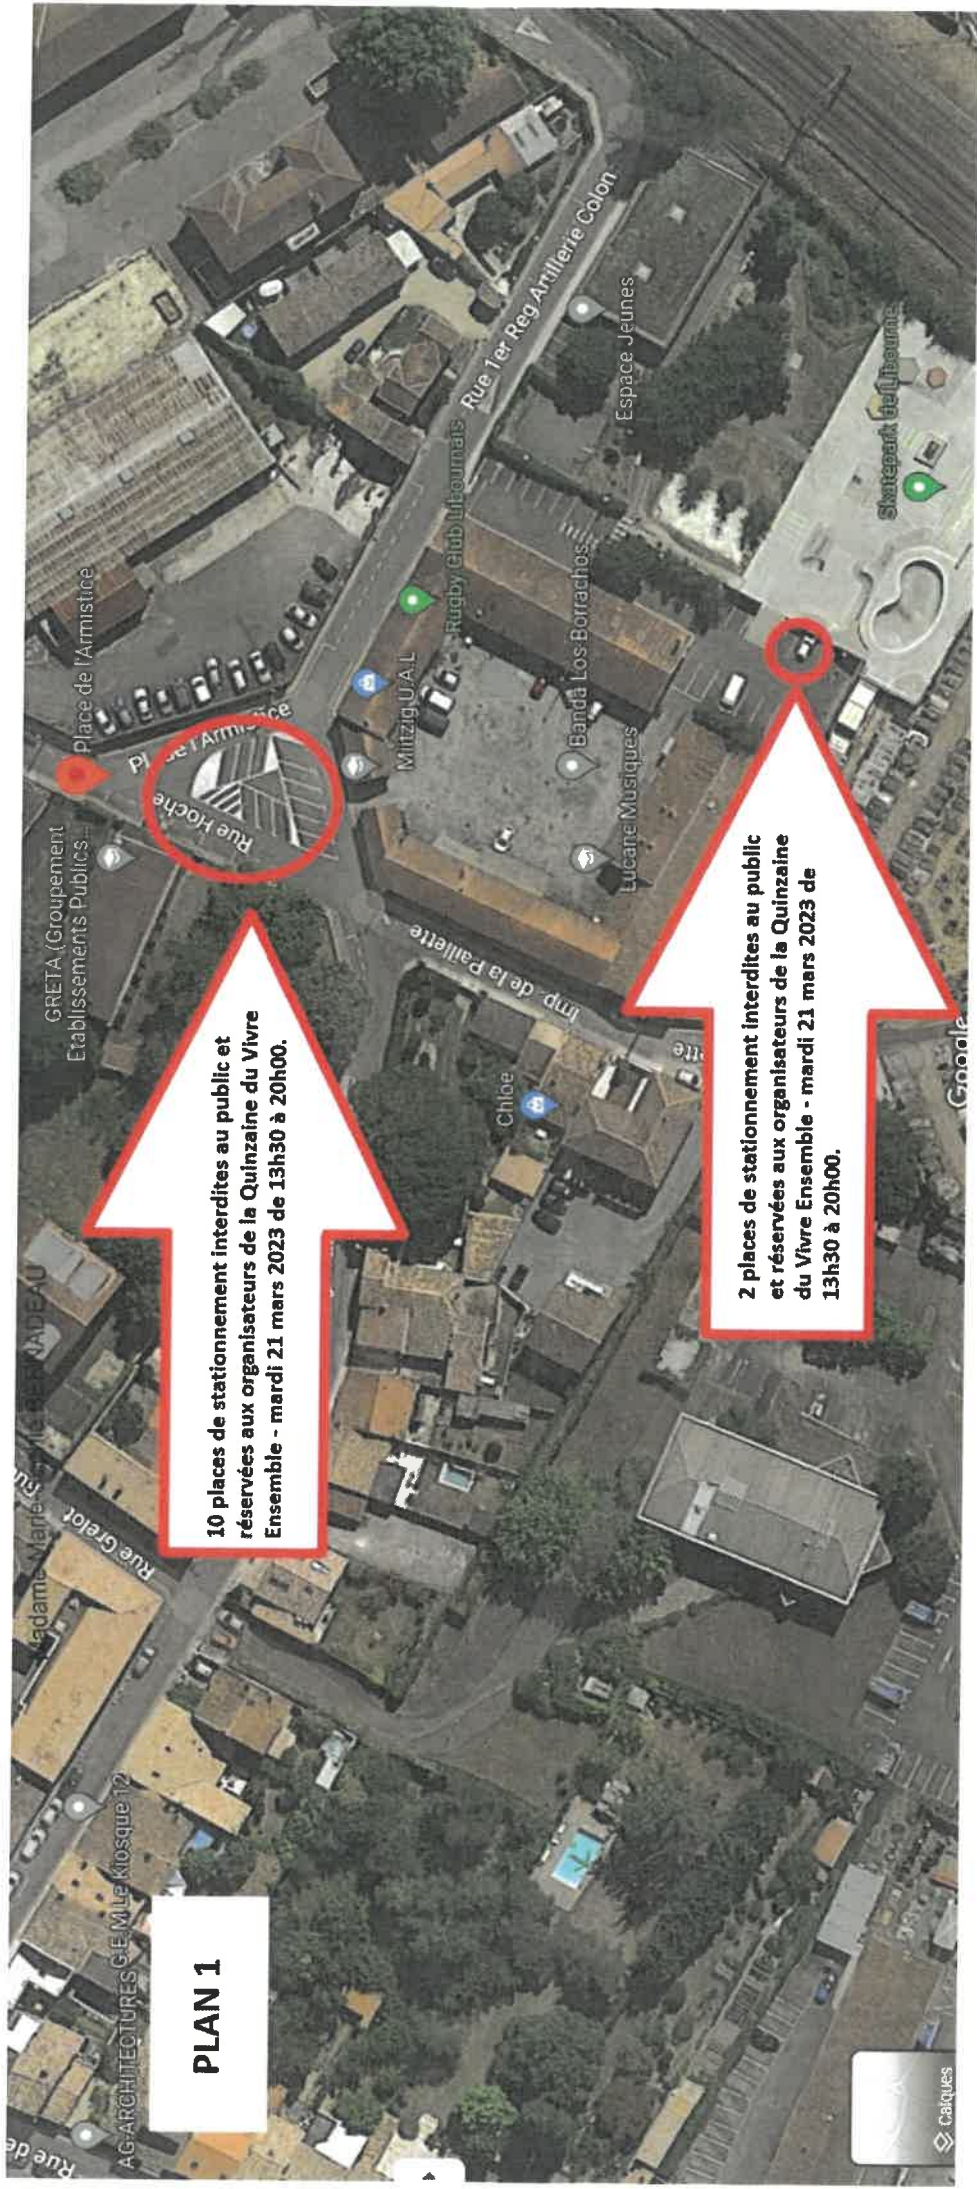 PLAN 1
10 places de stationnement interdites au public et
réservées aux organisateurs de la Quinzaine du Vivre
Ensemble - mardi 21 mars 2023 de 13h30 à 20h00.
2 places de stationnement interdites au public
et réservées aux organisateurs de la Quinzaine
du Vivre Ensemble - mardi 21 mars 2023 de
13h30 à 20h00.
Rue de
AG ARCHITECTURES
G.E.M Le Kiosque 12
Rue Grelot
GRETA (Groupement
Etablissements Publics...
Place de l'Armistice
Rue Hoche
Mitzig U.A.L
Rugby Club Libournais
Rue 1er Reg Artillerie Colon
Espace Jeunes
Banda Los Borrachos
Lucane Musiques
Imp. de la Paillette
Chloe
Skatepark de Libourne
Calques
Google